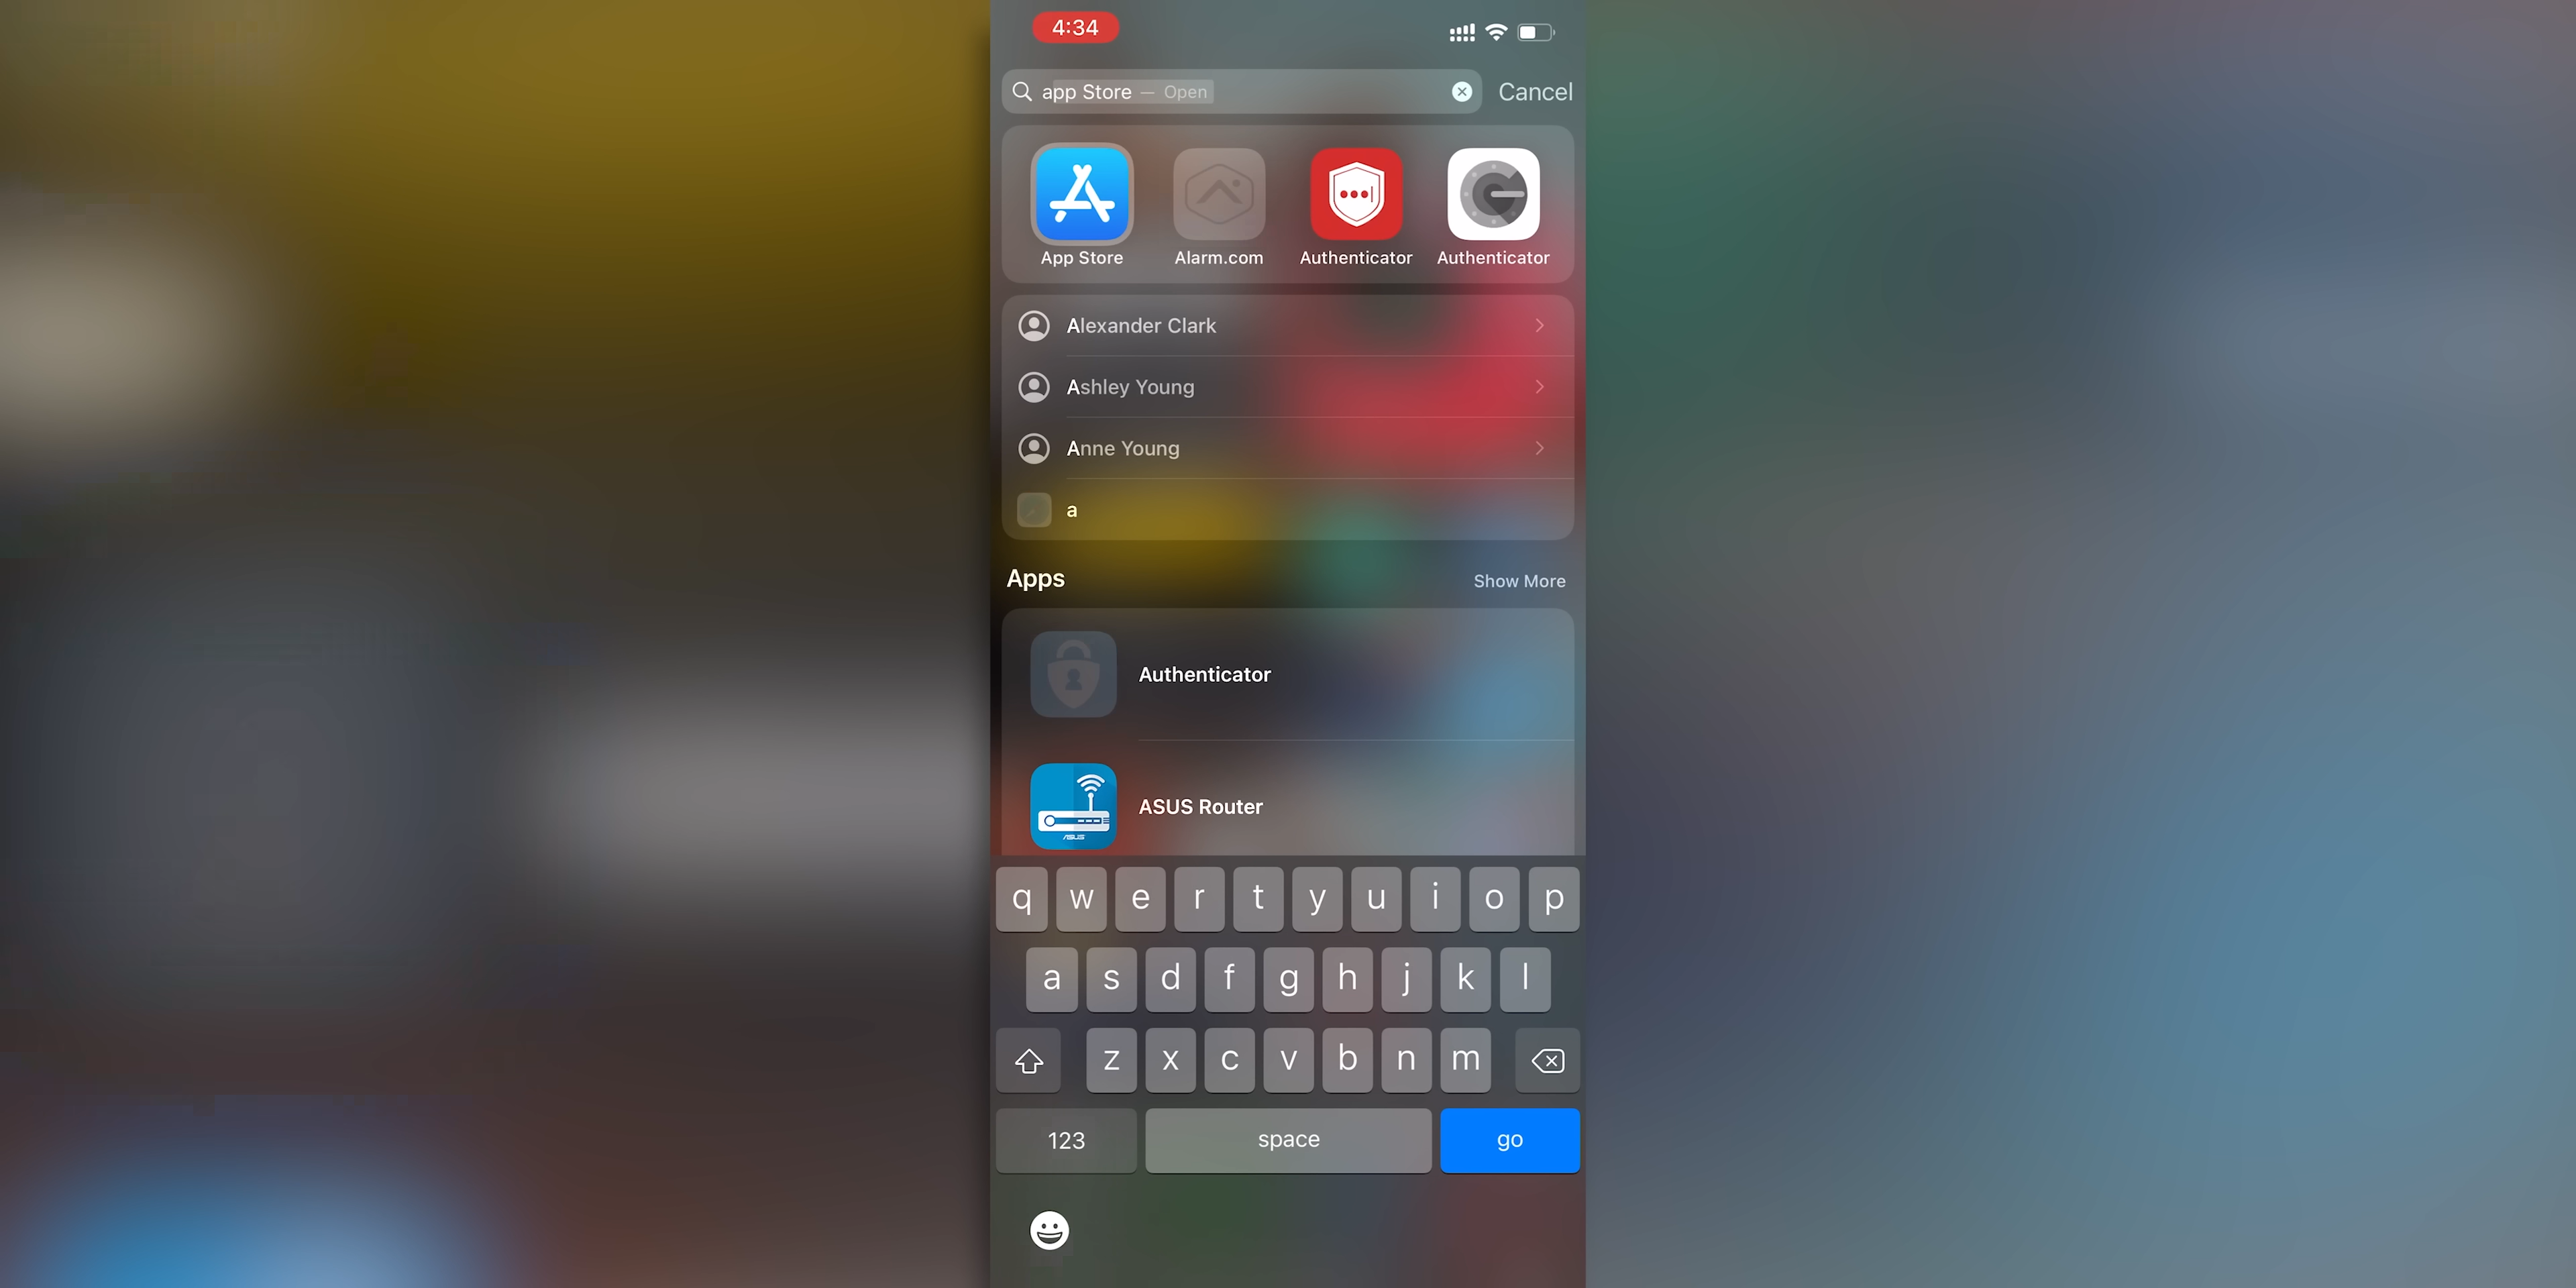 4:34
app Store — Open
Cancel
App Store
Alarm.com
Authenticator
Authenticator
Alexander Clark
Ashley Young
Anne Young
a
Apps
Show More
Authenticator
ASUS
ASUS Router
q w e r t y u i o p
a s d f g h j k l
z x c v b n m
123
space
go